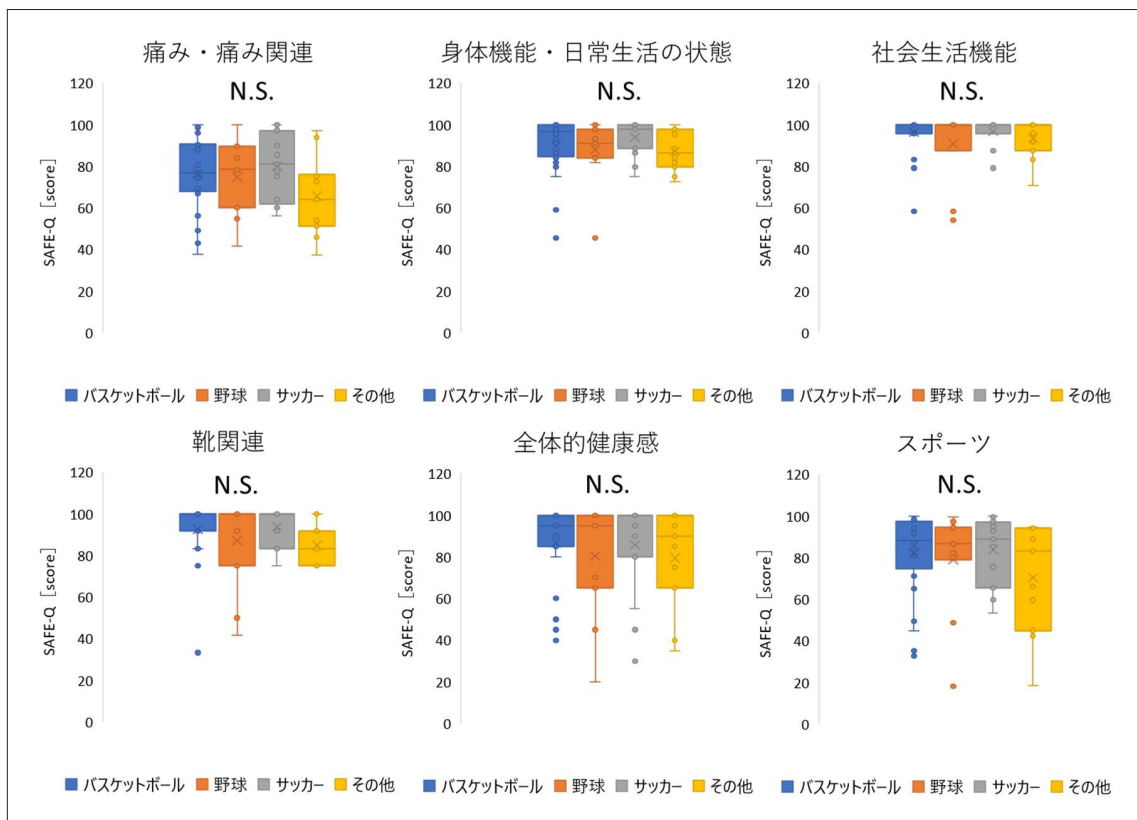 痛み・痛み関連
N.S.
SAFE-Q [score]
120
100
80
60
40
20
0
バスケットボール 野球 サッカー その他
身体機能・日常生活の状態
N.S.
SAFE-Q [score]
120
100
80
60
40
20
0
バスケットボール 野球 サッカー その他
社会生活機能
N.S.
SAFE-Q [score]
120
100
80
60
40
20
0
バスケットボール 野球 サッカー その他
靴関連
N.S.
SAFE-Q [score]
120
100
80
60
40
20
0
バスケットボール 野球 サッカー その他
全体的健康感
N.S.
SAFE-Q [score]
120
100
80
60
40
20
0
バスケットボール 野球 サッカー その他
スポーツ
N.S.
SAFE-Q [score]
120
100
80
60
40
20
0
バスケットボール 野球 サッカー その他